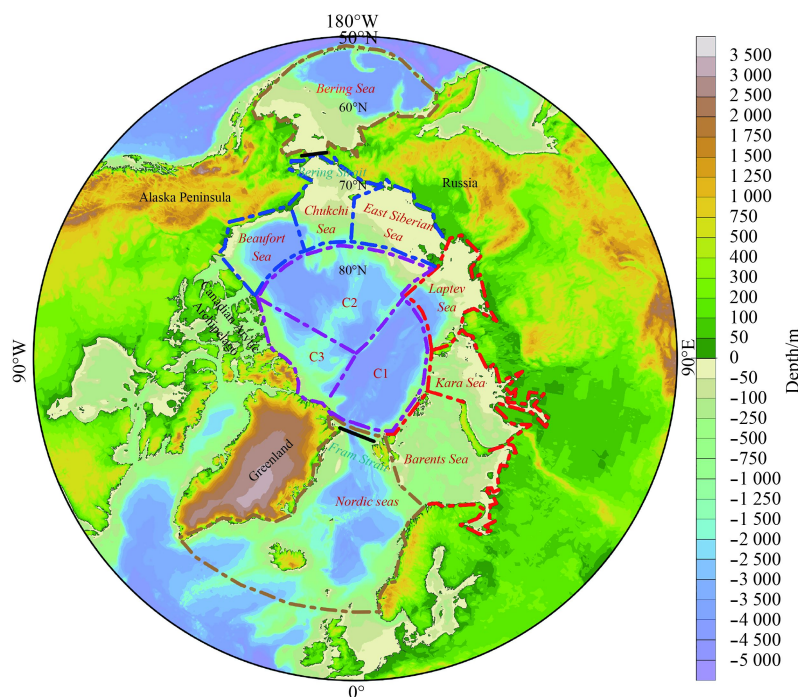 180°W
50°N
Bering Sea
60°N
Bering Strait
70°N
Russia
Alaska Peninsula
Chukchi
Sea
East Siberian
Sea
Beaufort
Sea
80°N
Laptev
Sea
Canadian Arctic
Archipelago
C2
C3
C1
90°W
90°E
Kara Sea
Greenland
Fram Strait
Barents Sea
Nordic seas
0°
3 500
3 000
2 500
2 000
1 750
1 500
1 250
1 000
750
500
400
300
200
100
50
0
−50
−100
−250
−500
−750
−1 000
−1 250
−1 500
−2 000
−2 500
−3 000
−3 500
−4 000
−4 500
−5 000
Depth/m